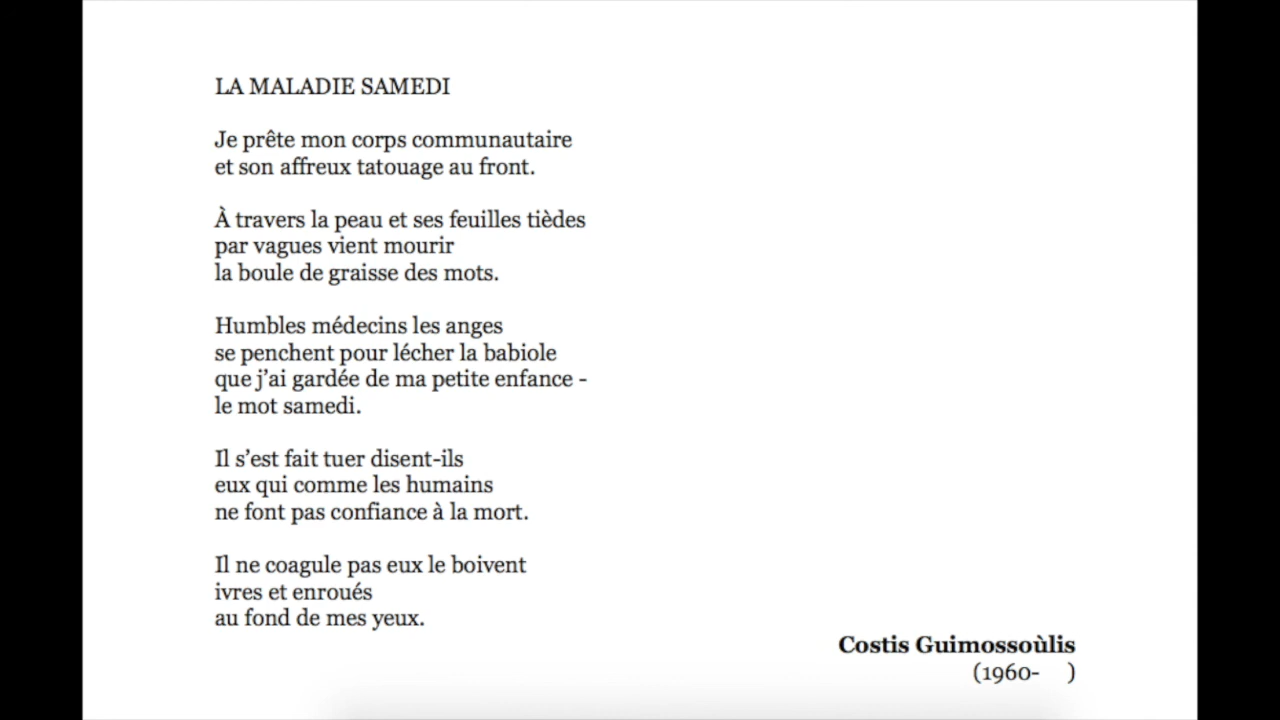 LA MALADIE SAMEDI
Je prête mon corps communautaire
et son affreux tatouage au front.
À travers la peau et ses feuilles tièdes
par vagues vient mourir
la boule de graisse des mots.
Humbles médecins les anges
se penchent pour lécher la babiole
que j’ai gardée de ma petite enfance -
le mot samedi.
Il s’est fait tuer disent-ils
eux qui comme les humains
ne font pas confiance à la mort.
Il ne coagule pas eux le boivent
ivres et enroués
au fond de mes yeux.
Costis Guimossoùlis
(1960- )